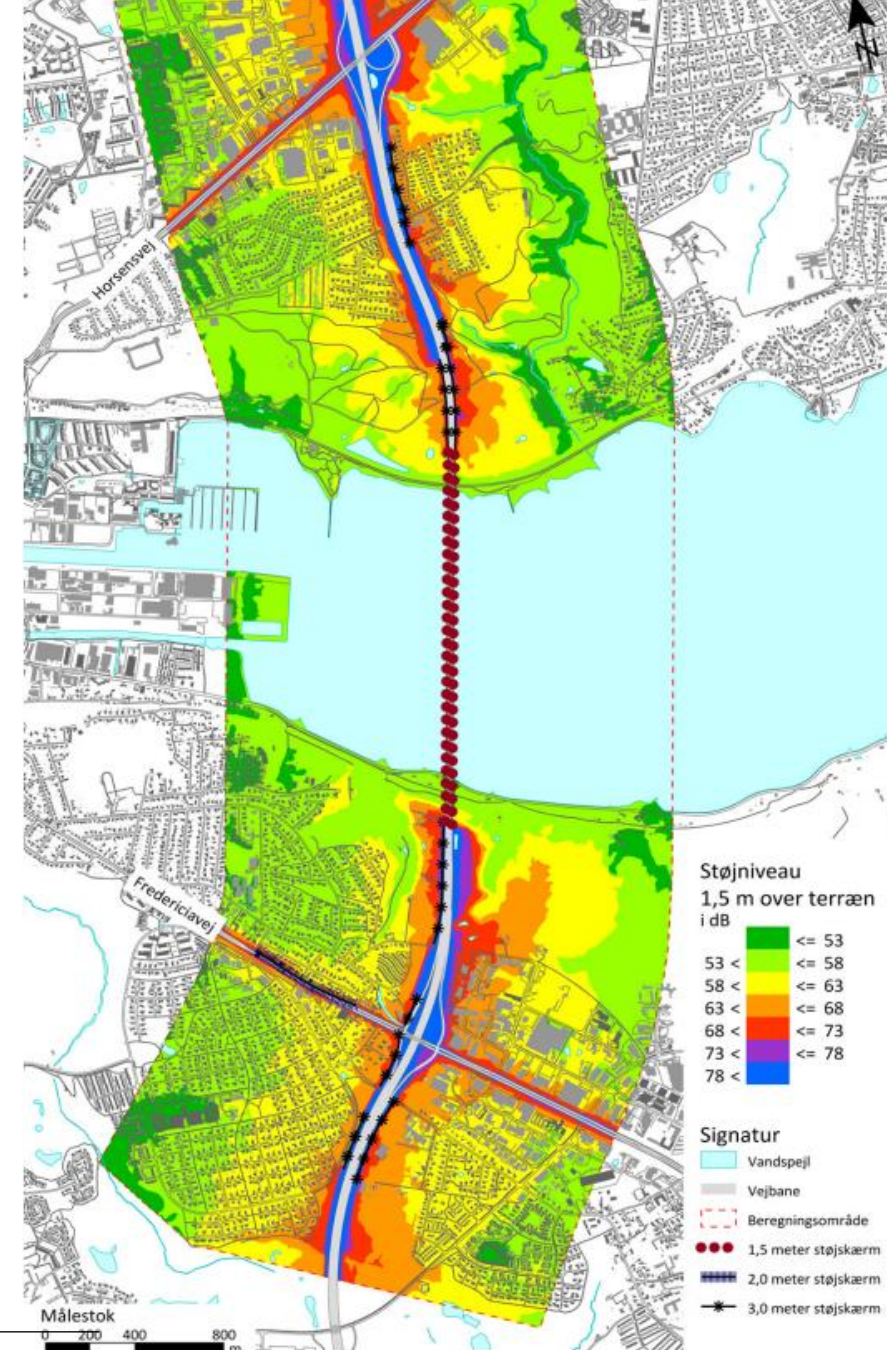 N
Horsensvej
Fredericiavej
Støjniveau
1,5 m over terræn
i dB
<= 53
53 < <= 58
58 < <= 63
63 < <= 68
68 < <= 73
73 < <= 78
78 <
Signatur
Vandspejl
Vejbane
Beregningsområde
1,5 meter støjskærm
2,0 meter støjskærm
3,0 meter støjskærm
Målestok
0 200 400 800
m